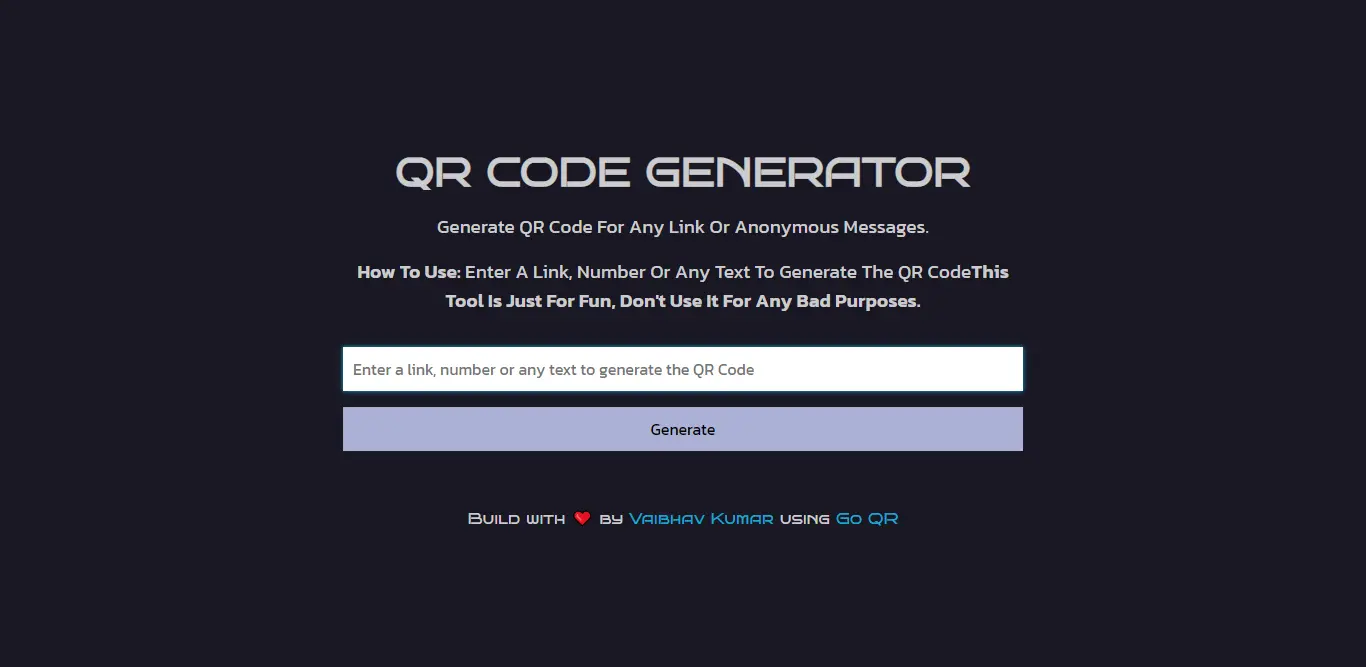 QR CODE GENERATOR
Generate QR Code For Any Link Or Anonymous Messages.
How To Use: Enter A Link, Number Or Any Text To Generate The QR CodeThis
Tool Is Just For Fun, Don't Use It For Any Bad Purposes.
Enter a link, number or any text to generate the QR Code
Generate
Build with ❤️ by Vaibhav Kumar using Go QR